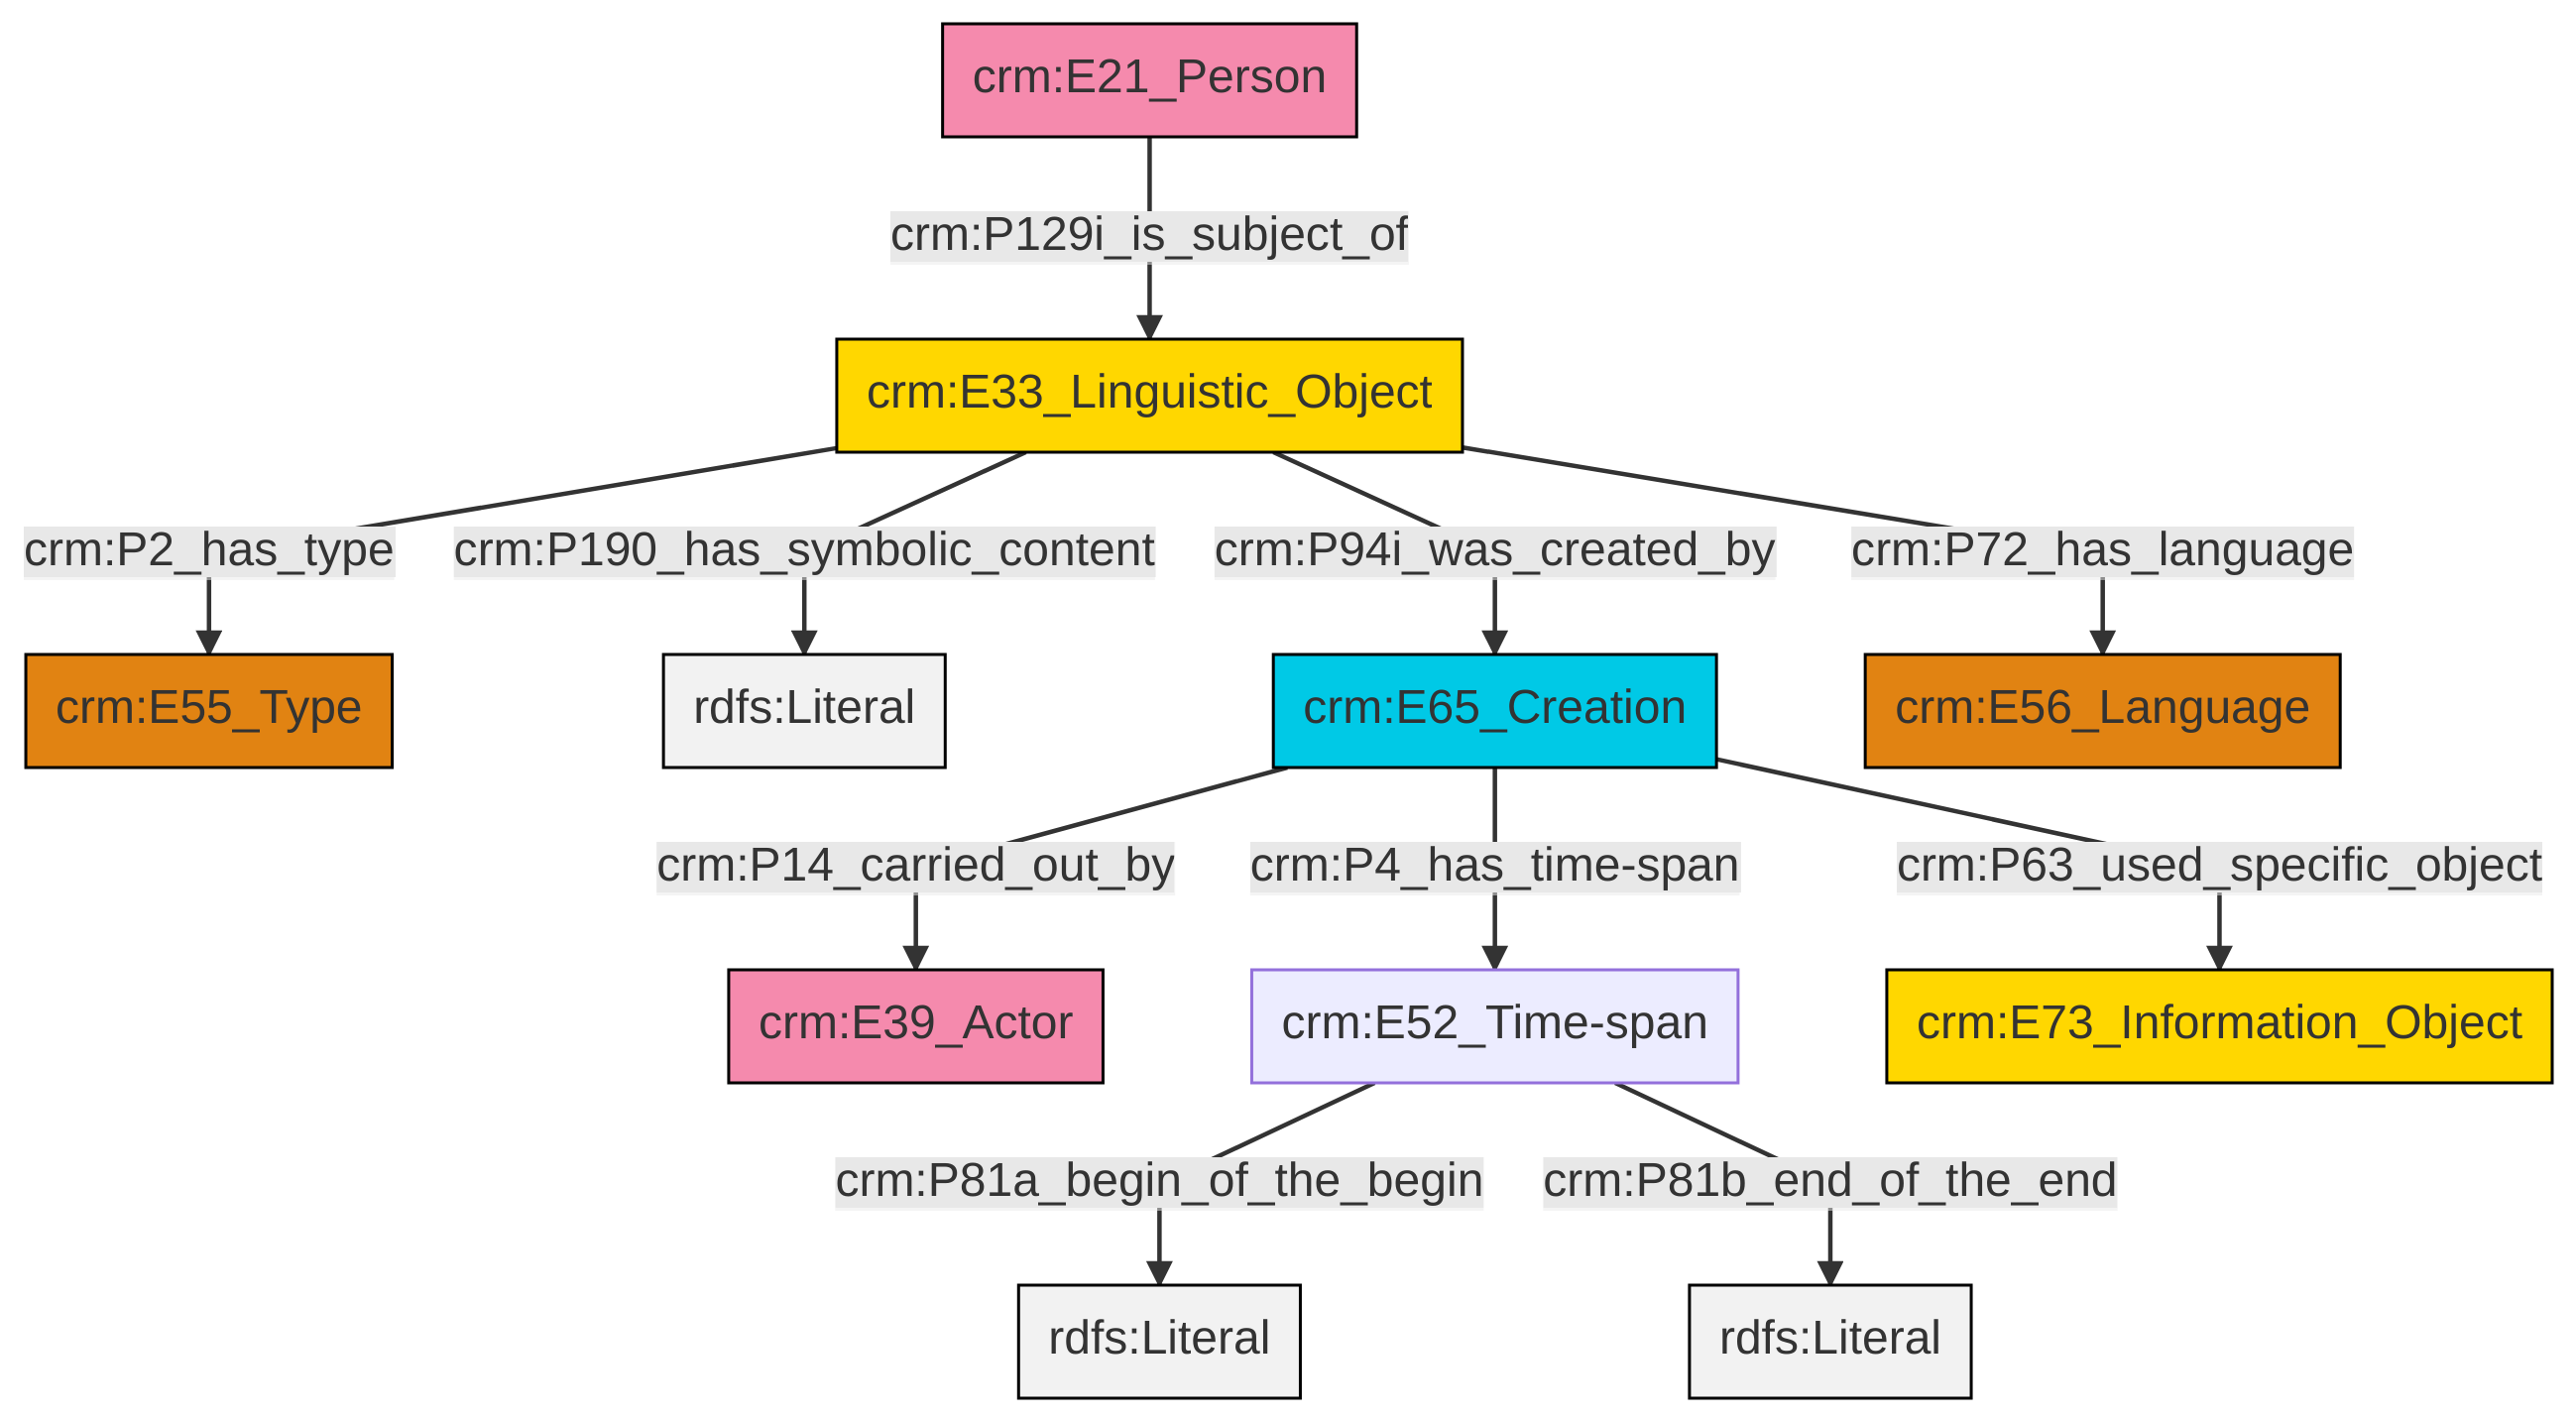 crm:E21_Person
crm:P129i_is_subject_of
crm:E33_Linguistic_Object
crm:P2_has_type
crm:P190_has_symbolic_content
crm:P94i_was_created_by
crm:P72_has_language
crm:E55_Type
rdfs:Literal
crm:E65_Creation
crm:E56_Language
crm:P14_carried_out_by
crm:P4_has_time-span
crm:P63_used_specific_object
crm:E39_Actor
crm:E52_Time-span
crm:E73_Information_Object
crm:P81a_begin_of_the_begin
crm:P81b_end_of_the_end
rdfs:Literal
rdfs:Literal